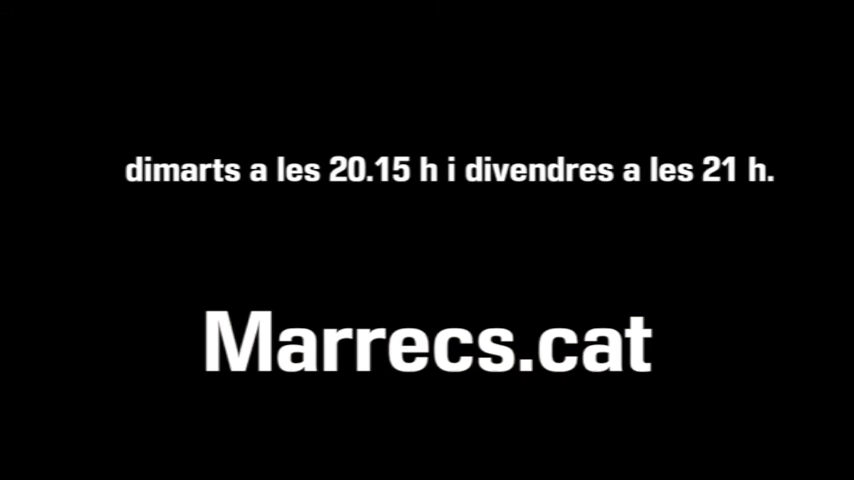 dimarts a les 20.15 h i divendres a les 21 h.
Marrecs.cat